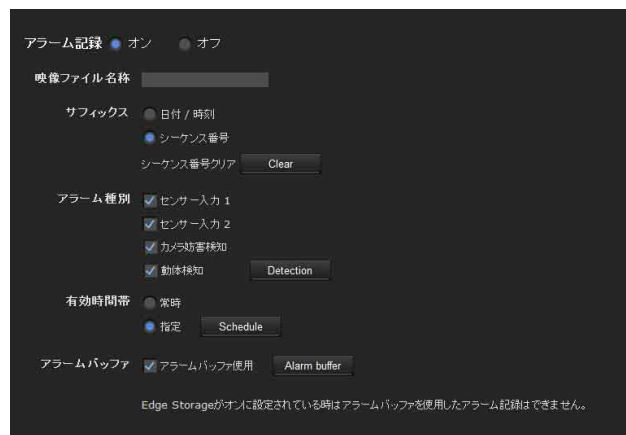 アラーム記録 オン オフ
映像ファイル名称
サフィックス 日付 / 時刻
シーケンス番号
シーケンス番号クリア Clear
アラーム種別 センサー入力 1
センサー入力 2
カメラ妨害検知
動体検知 Detection
有効時間帯 常時
指定 Schedule
アラームバッファ アラームバッファ使用 Alarm buffer
Edge Storageがオンに設定されている時はアラームバッファを使用したアラーム記録はできません。